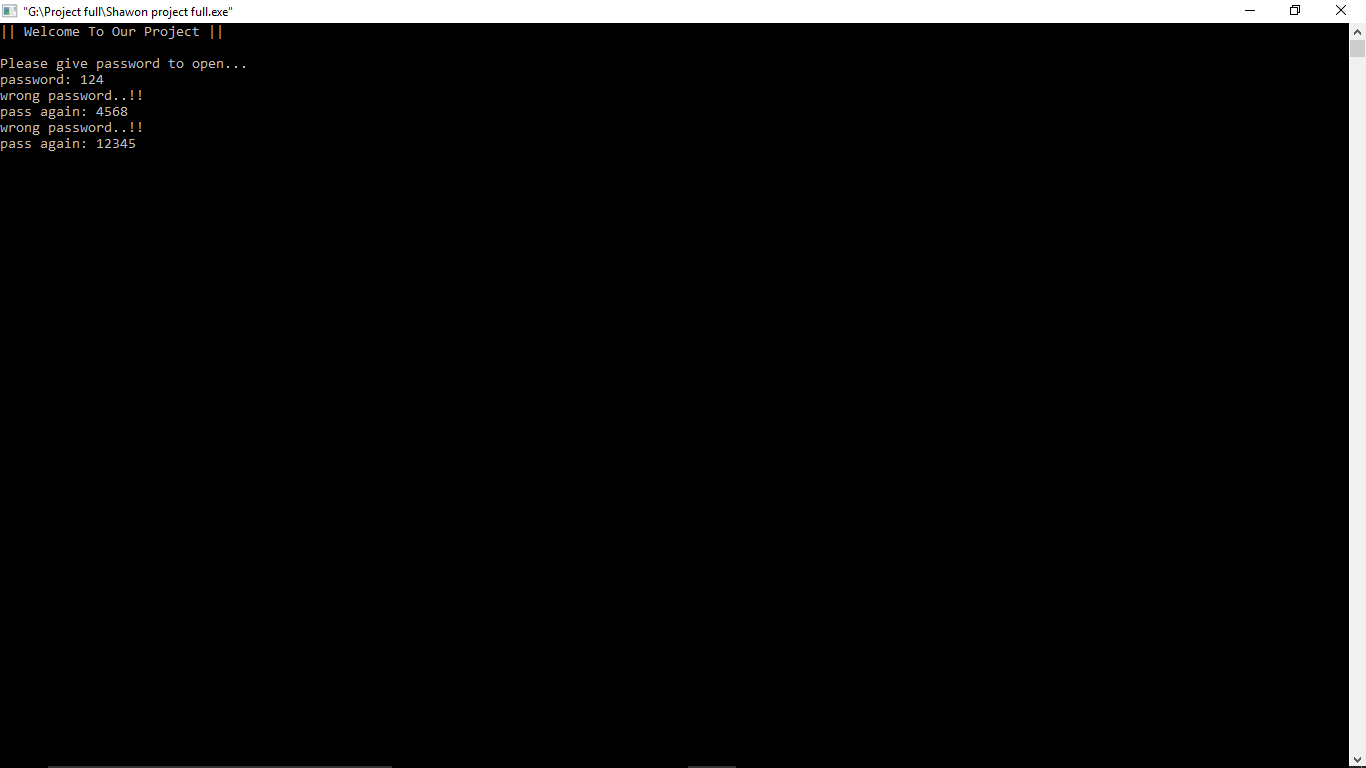 "G:\Project full\Shawon project full.exe"
|| Welcome To Our Project ||
Please give password to open...
password: 124
wrong password..!!
pass again: 4568
wrong password..!!
pass again: 12345